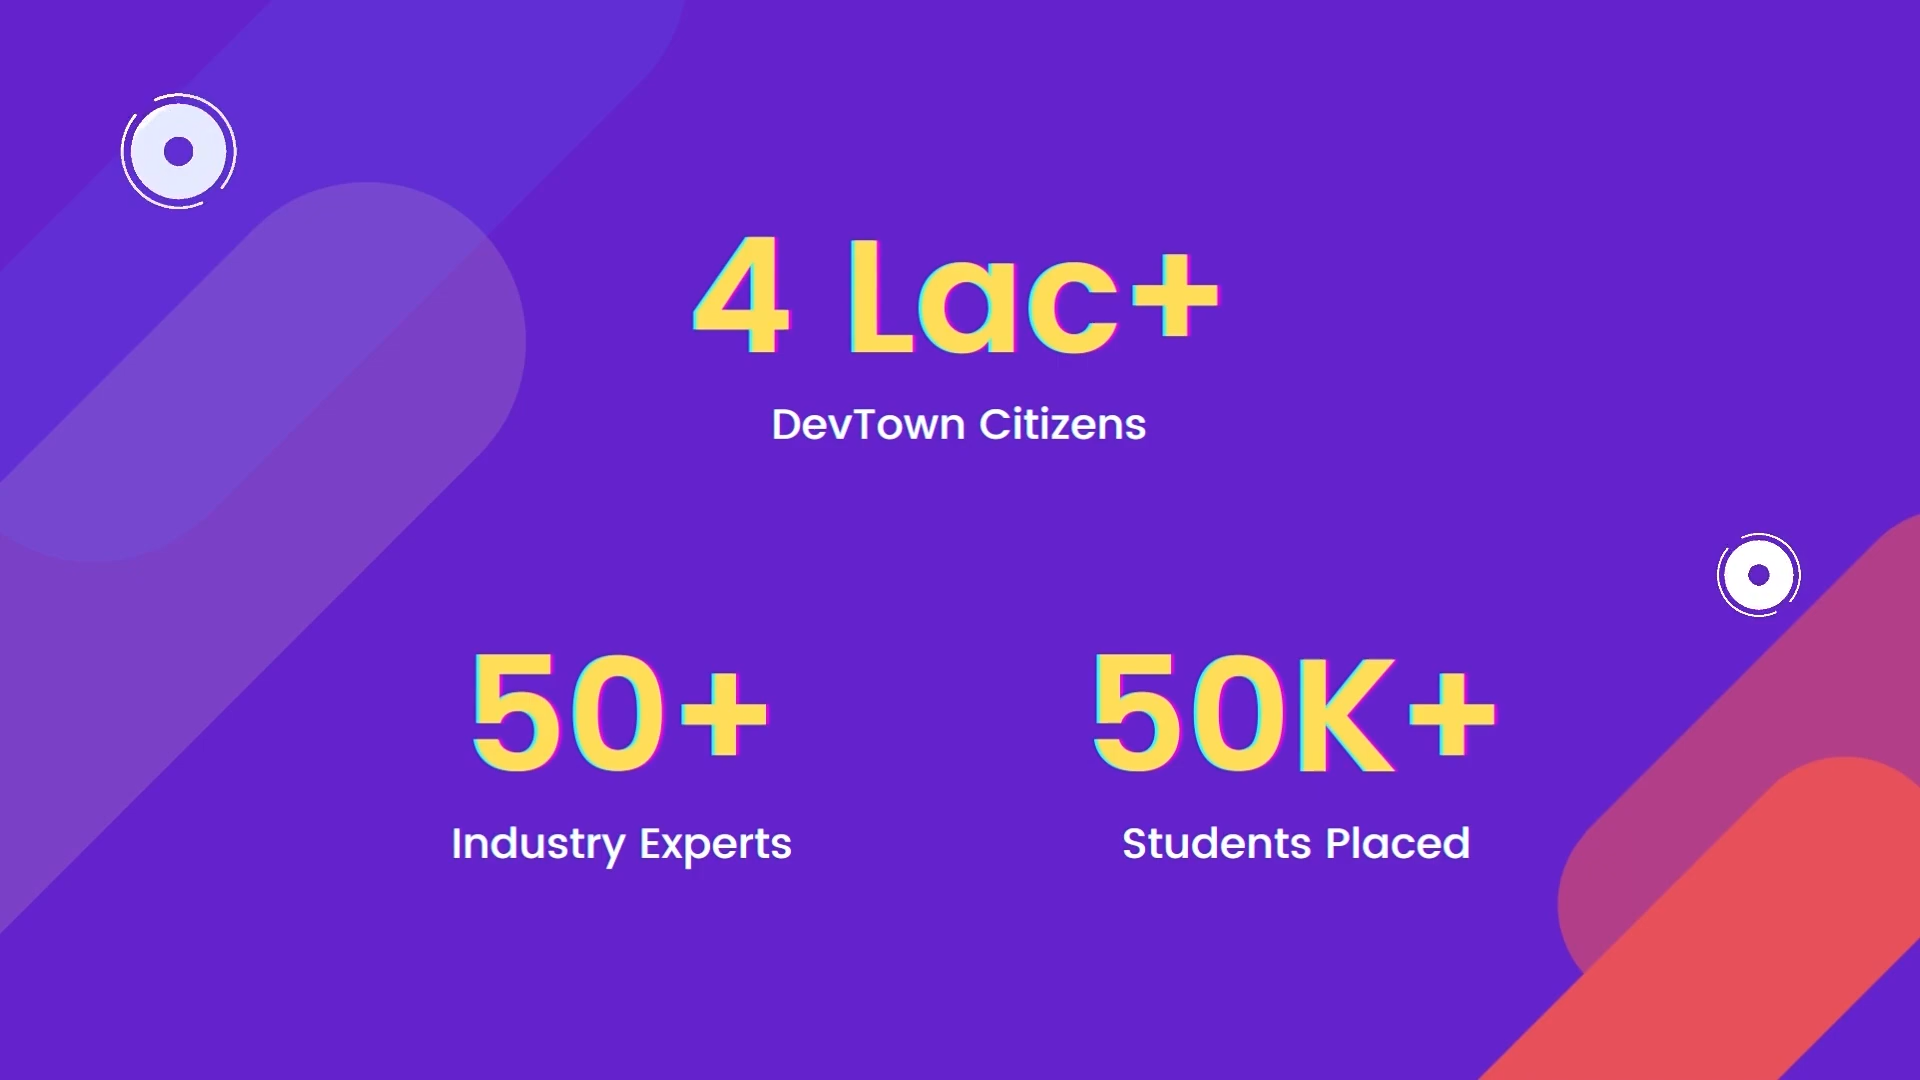 4 Lac+
DevTown Citizens
50+
Industry Experts
50K+
Students Placed